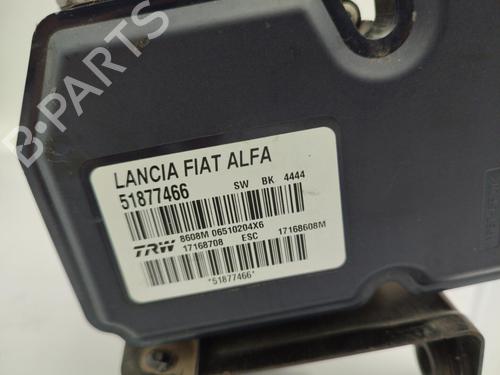 B-PARTS
LANCIA FIAT ALFA
51877466
SW BK 4444
TRW 8608M 06510204X6
17168708 ESC 17168608M
*51877466*